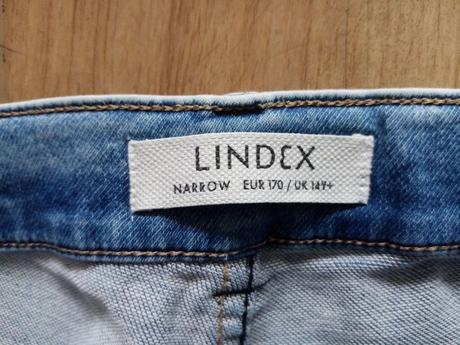 LINDEX
NARROW EUR 170 / UK 14Y+